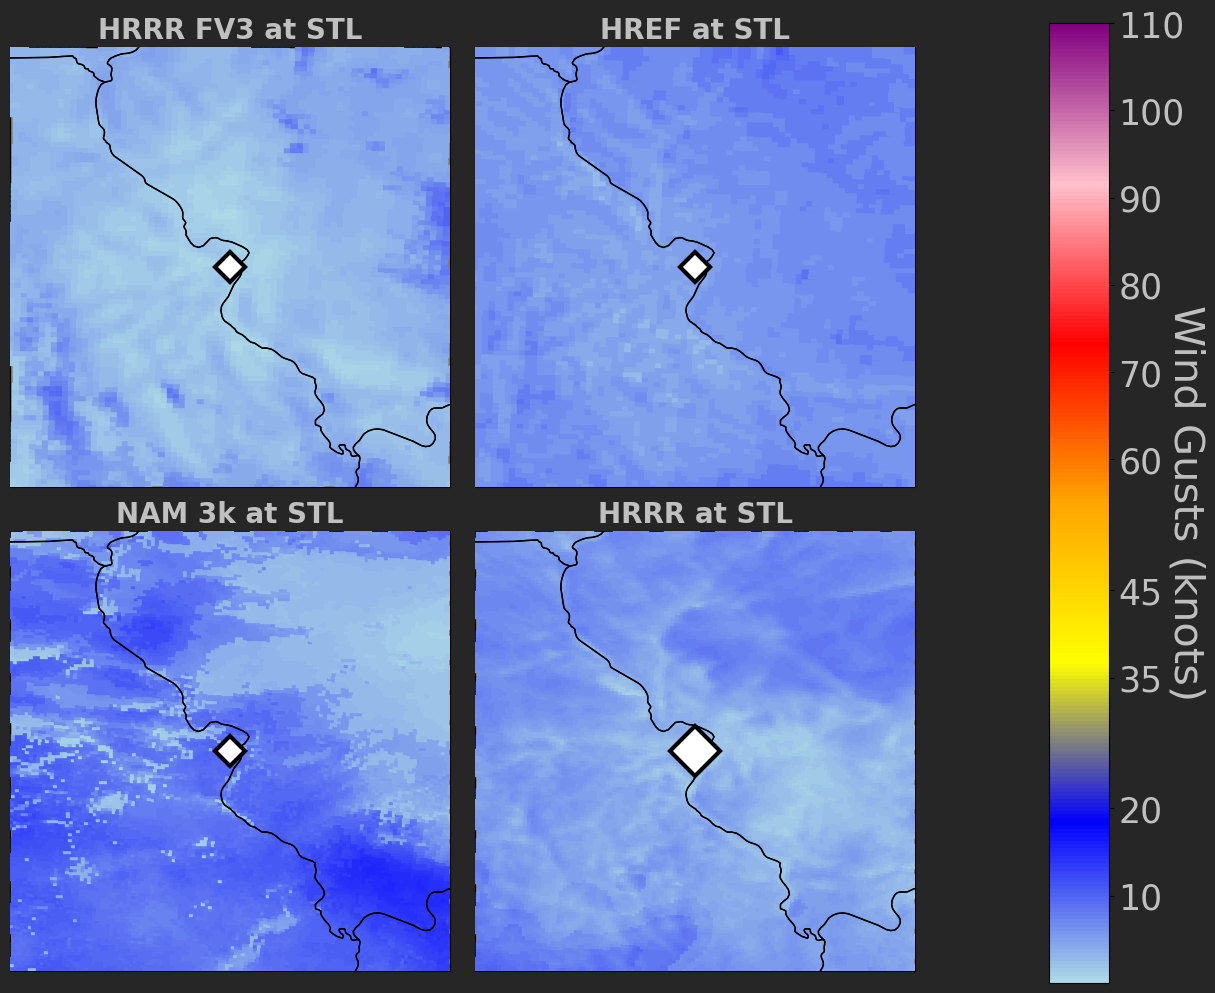 HRRR FV3 at STL
HREF at STL
NAM 3k at STL
HRRR at STL
110
100
90
80
70
60
45
35
20
10
Wind Gusts (knots)